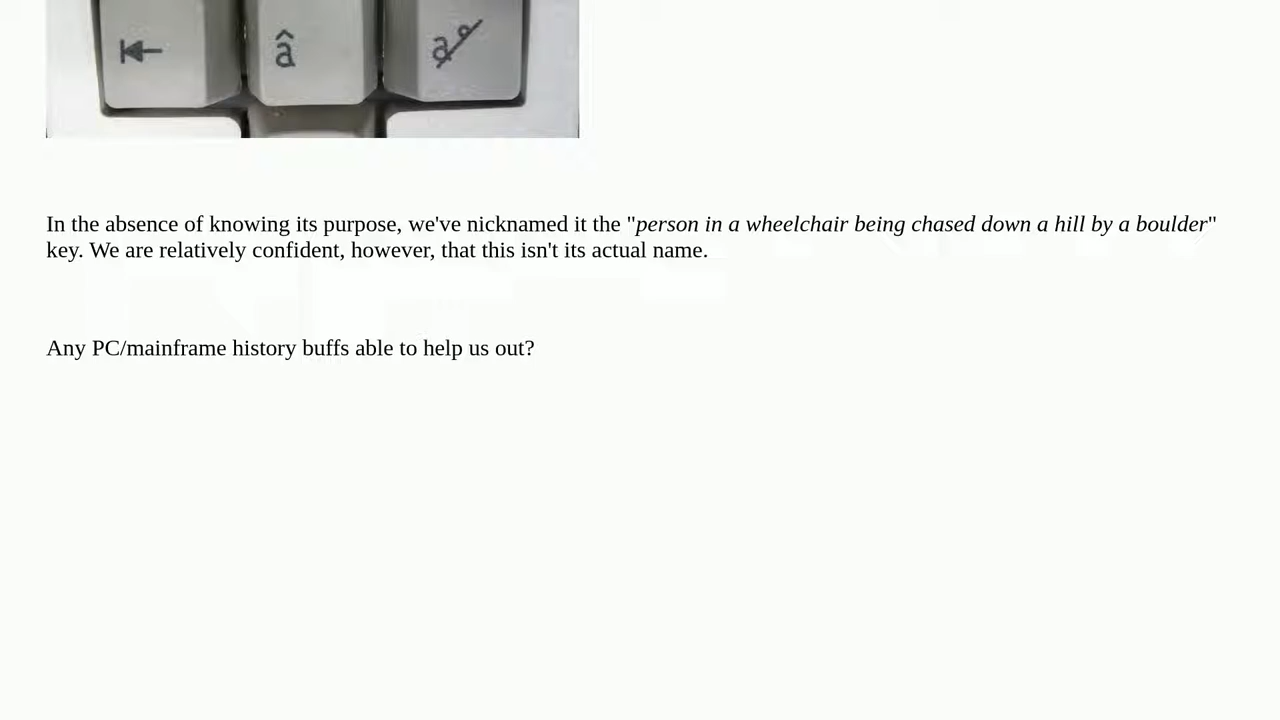 â a
In the absence of knowing its purpose, we've nicknamed it the "person in a wheelchair being chased down a hill by a boulder"
key. We are relatively confident, however, that this isn't its actual name.
Any PC/mainframe history buffs able to help us out?